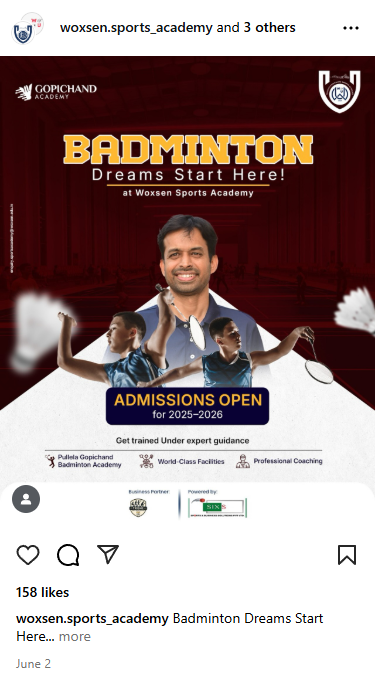 woxsen.sports_academy and 3 others
GOPICHAND
ACADEMY
BADMINTON
Dreams Start Here!
at Woxsen Sports Academy
ADMISSIONS OPEN
for 2025–2026
Get trained Under expert guidance
Pullela Gopichand
Badminton Academy
World-Class Facilities
Professional Coaching
Business Partner:
Powered by:
SIXS
158 likes
woxsen.sports_academy Badminton Dreams Start
Here... more
June 2